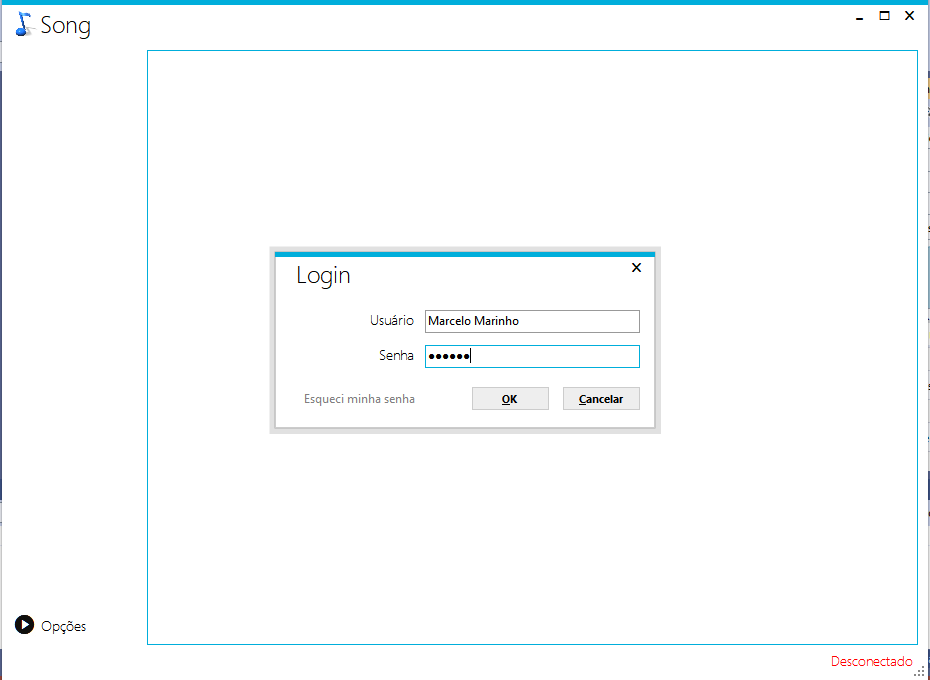 Song
Login
Usuário Marcelo Marinho
Senha ●●●●●●
Esqueci minha senha OK Cancelar
Opções
Desconectado